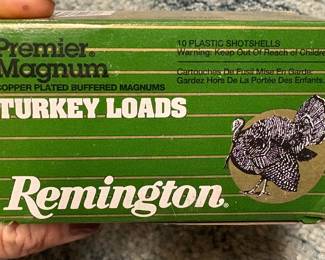 Premier®
Magnum
COPPER PLATED BUFFERED MAGNUMS
10 PLASTIC SHOTSHELLS
Warning: Keep Out Of Reach of Childre
Cartouches De Fusil Mise En Garde
Gardez Hors De La Portée Des Enfants.
TURKEY LOADS
Remington®